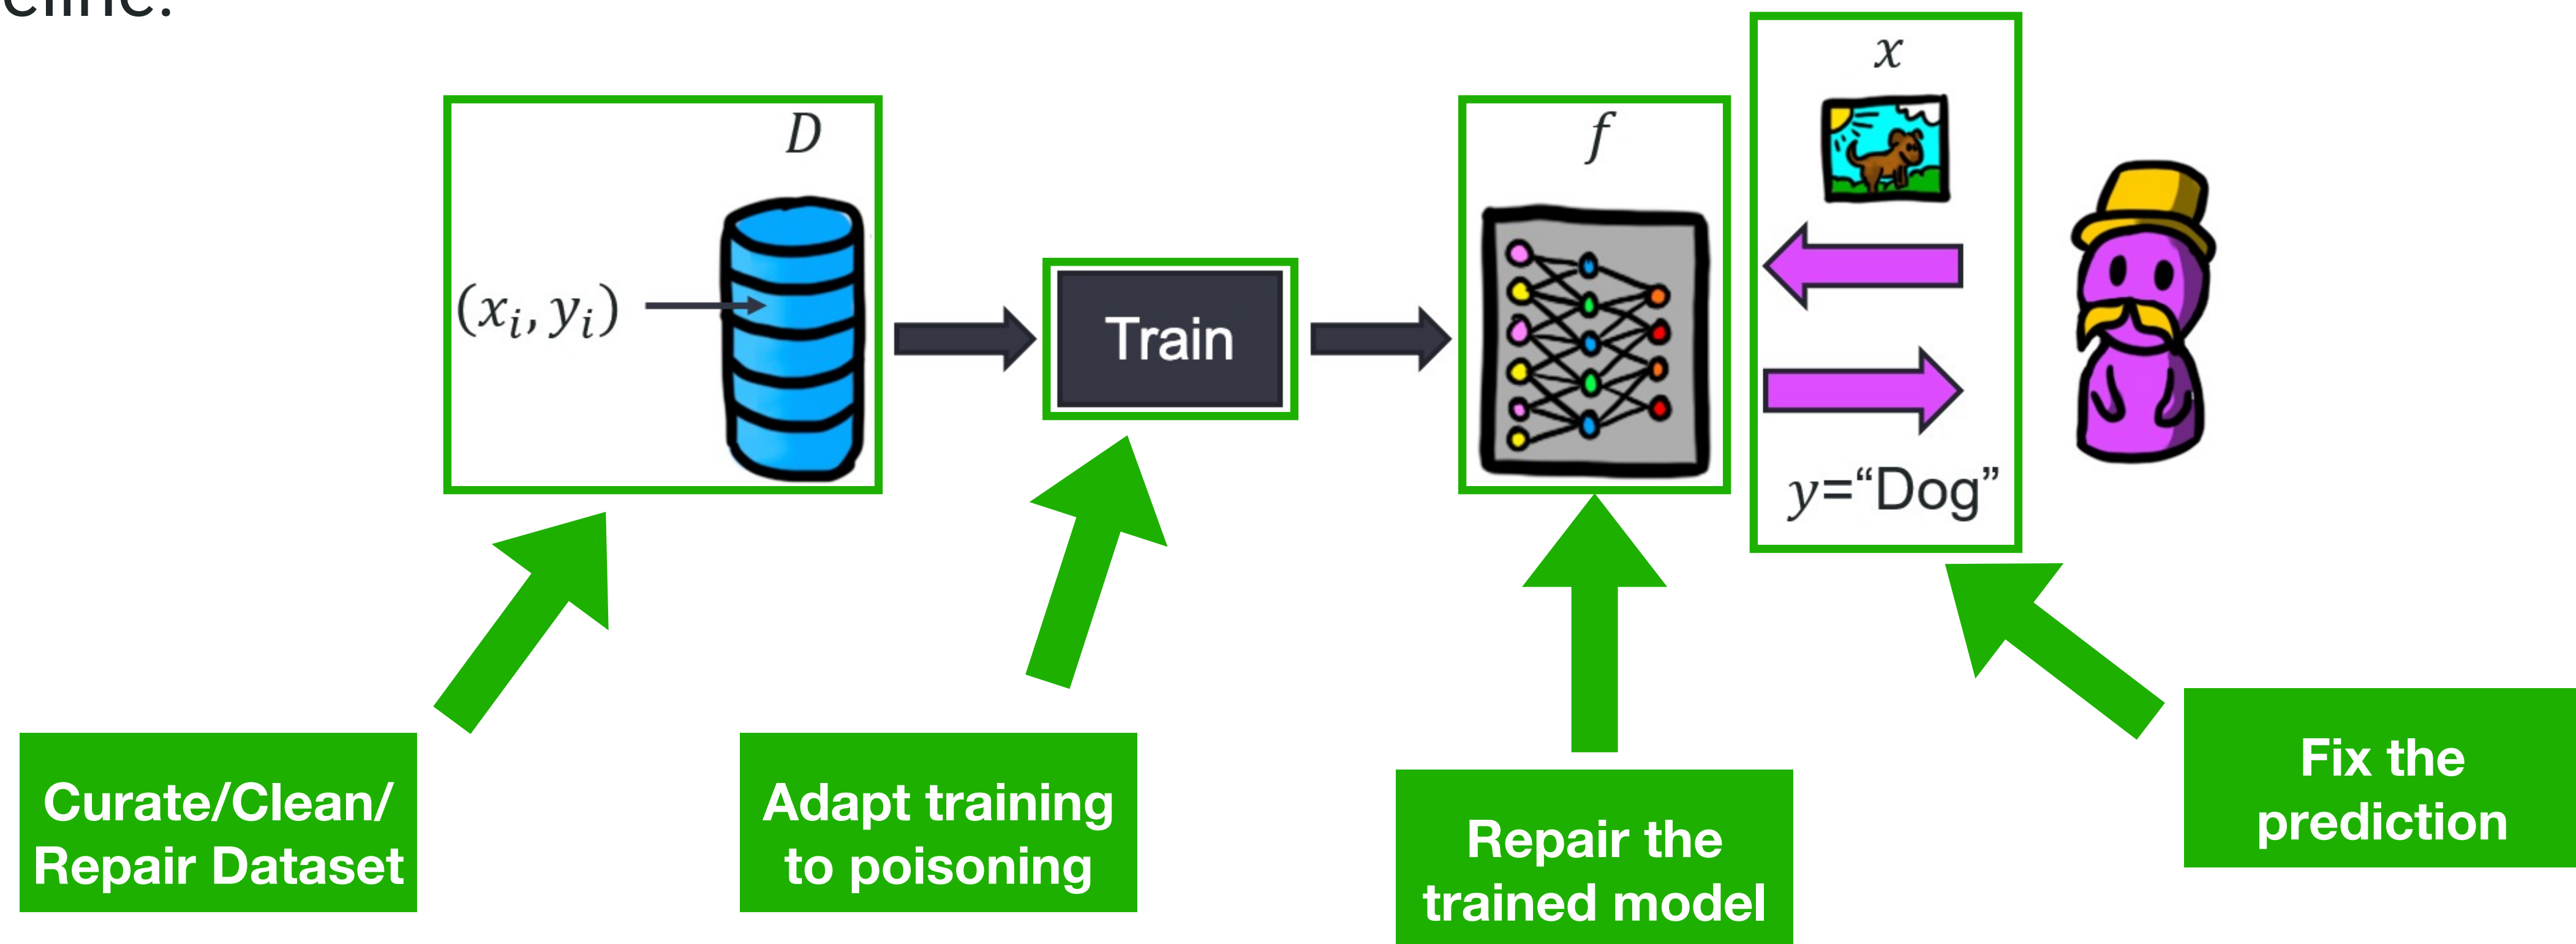 eline:
D
(xᵢ, yᵢ)
Train
f
x
y=“Dog”
Curate/Clean/
Repair Dataset
Adapt training
to poisoning
Repair the
trained model
Fix the
prediction